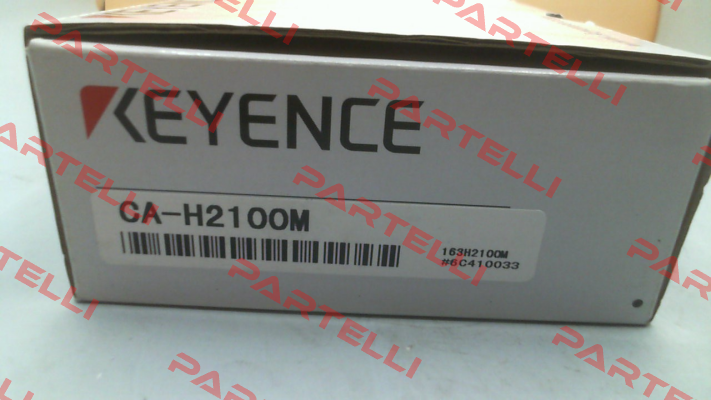 KEYENCE
CA-H2100M
163H2100M
#6C410033
PARTELLI